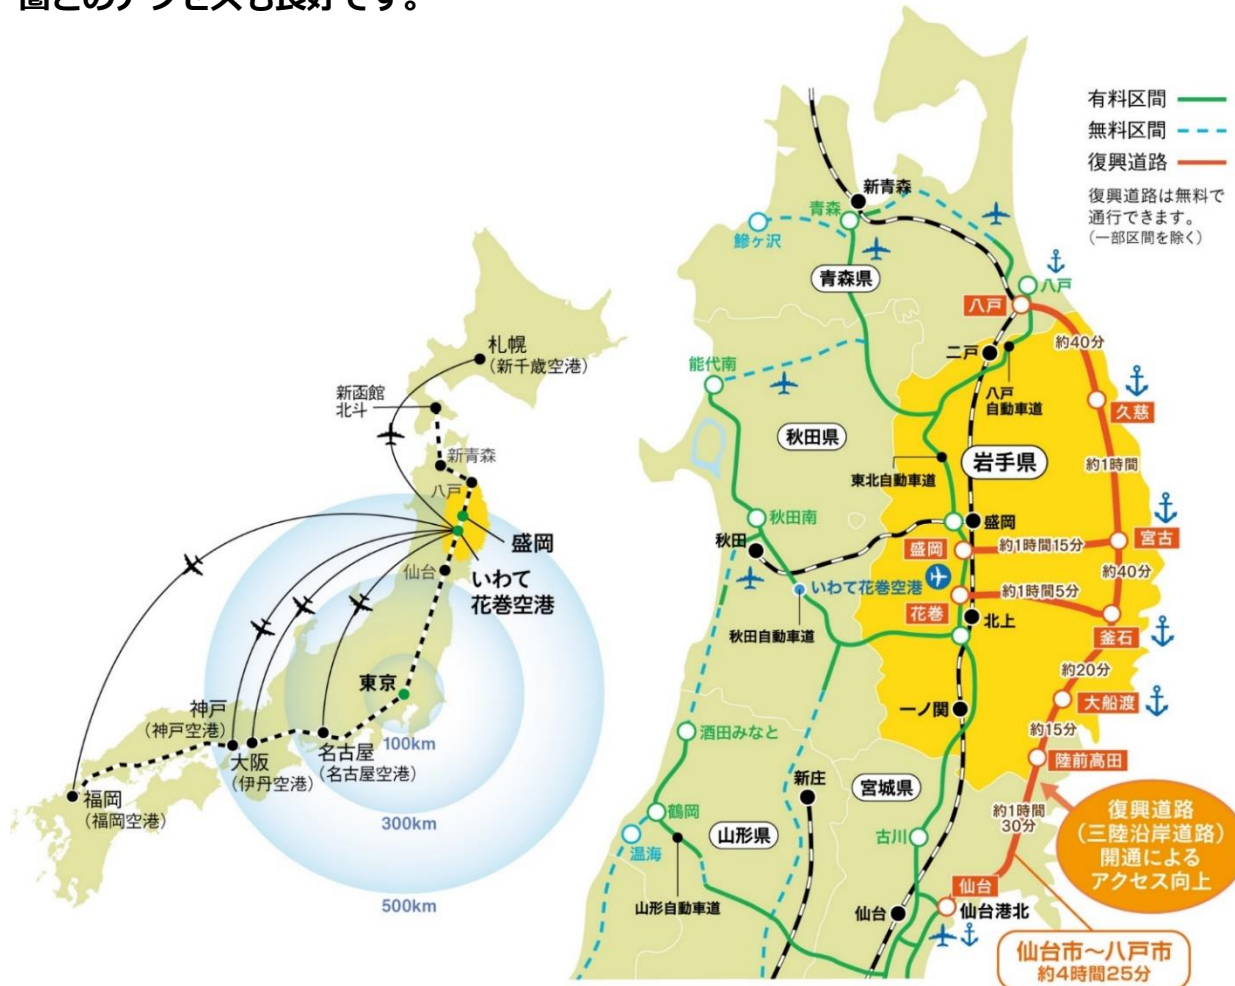 圏とのアクセスも良好です。
札幌
(新千歳空港)
新函館
北斗
新青森
八戸
盛岡
いわて
花巻空港
仙台
東京
神戸
(神戸空港)
大阪
(伊丹空港)
名古屋
(名古屋空港)
福岡
(福岡空港)
100km
300km
500km
有料区間
無料区間
復興道路
復興道路は無料で
通行できます。
(一部区間を除く)
新青森
青森
鰺ヶ沢
青森県
八戸
八戸
約40分
二戸
八戸
自動車道
久慈
能代南
秋田県
岩手県
東北自動車道
約1時間
秋田南
秋田
盛岡
盛岡
約1時間15分
宮古
約40分
いわて花巻空港
花巻
約1時間5分
北上
釜石
秋田自動車道
約20分
大船渡
一ノ関
約15分
陸前高田
酒田みなと
新庄
宮城県
約1時間
30分
復興道路
(三陸沿岸道路)
開通による
アクセス向上
鶴岡
温海
山形県
古川
山形自動車道
仙台
仙台
仙台港北
仙台市~八戸市
約4時間25分